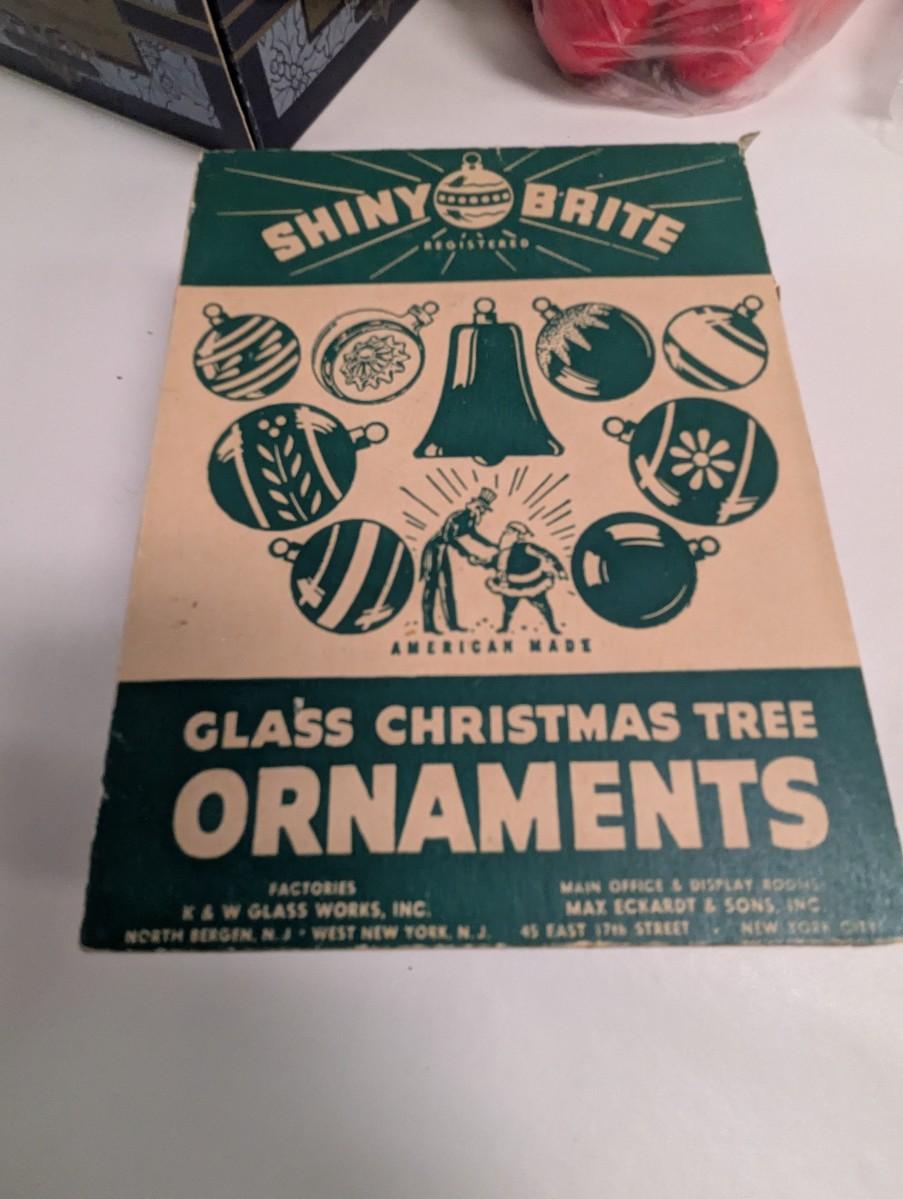 SHINY BRITE
REGISTERED
AMERICAN MADE
GLASS CHRISTMAS TREE
ORNAMENTS
FACTORIES
K & W GLASS WORKS, INC.
NORTH BERGEN, N. J • WEST NEW YORK, N. J.
MAIN OFFICE & DISPLAY ROOMS
MAX ECKARDT & SONS, INC.
45 EAST 17th STREET • NEW YORK CITY